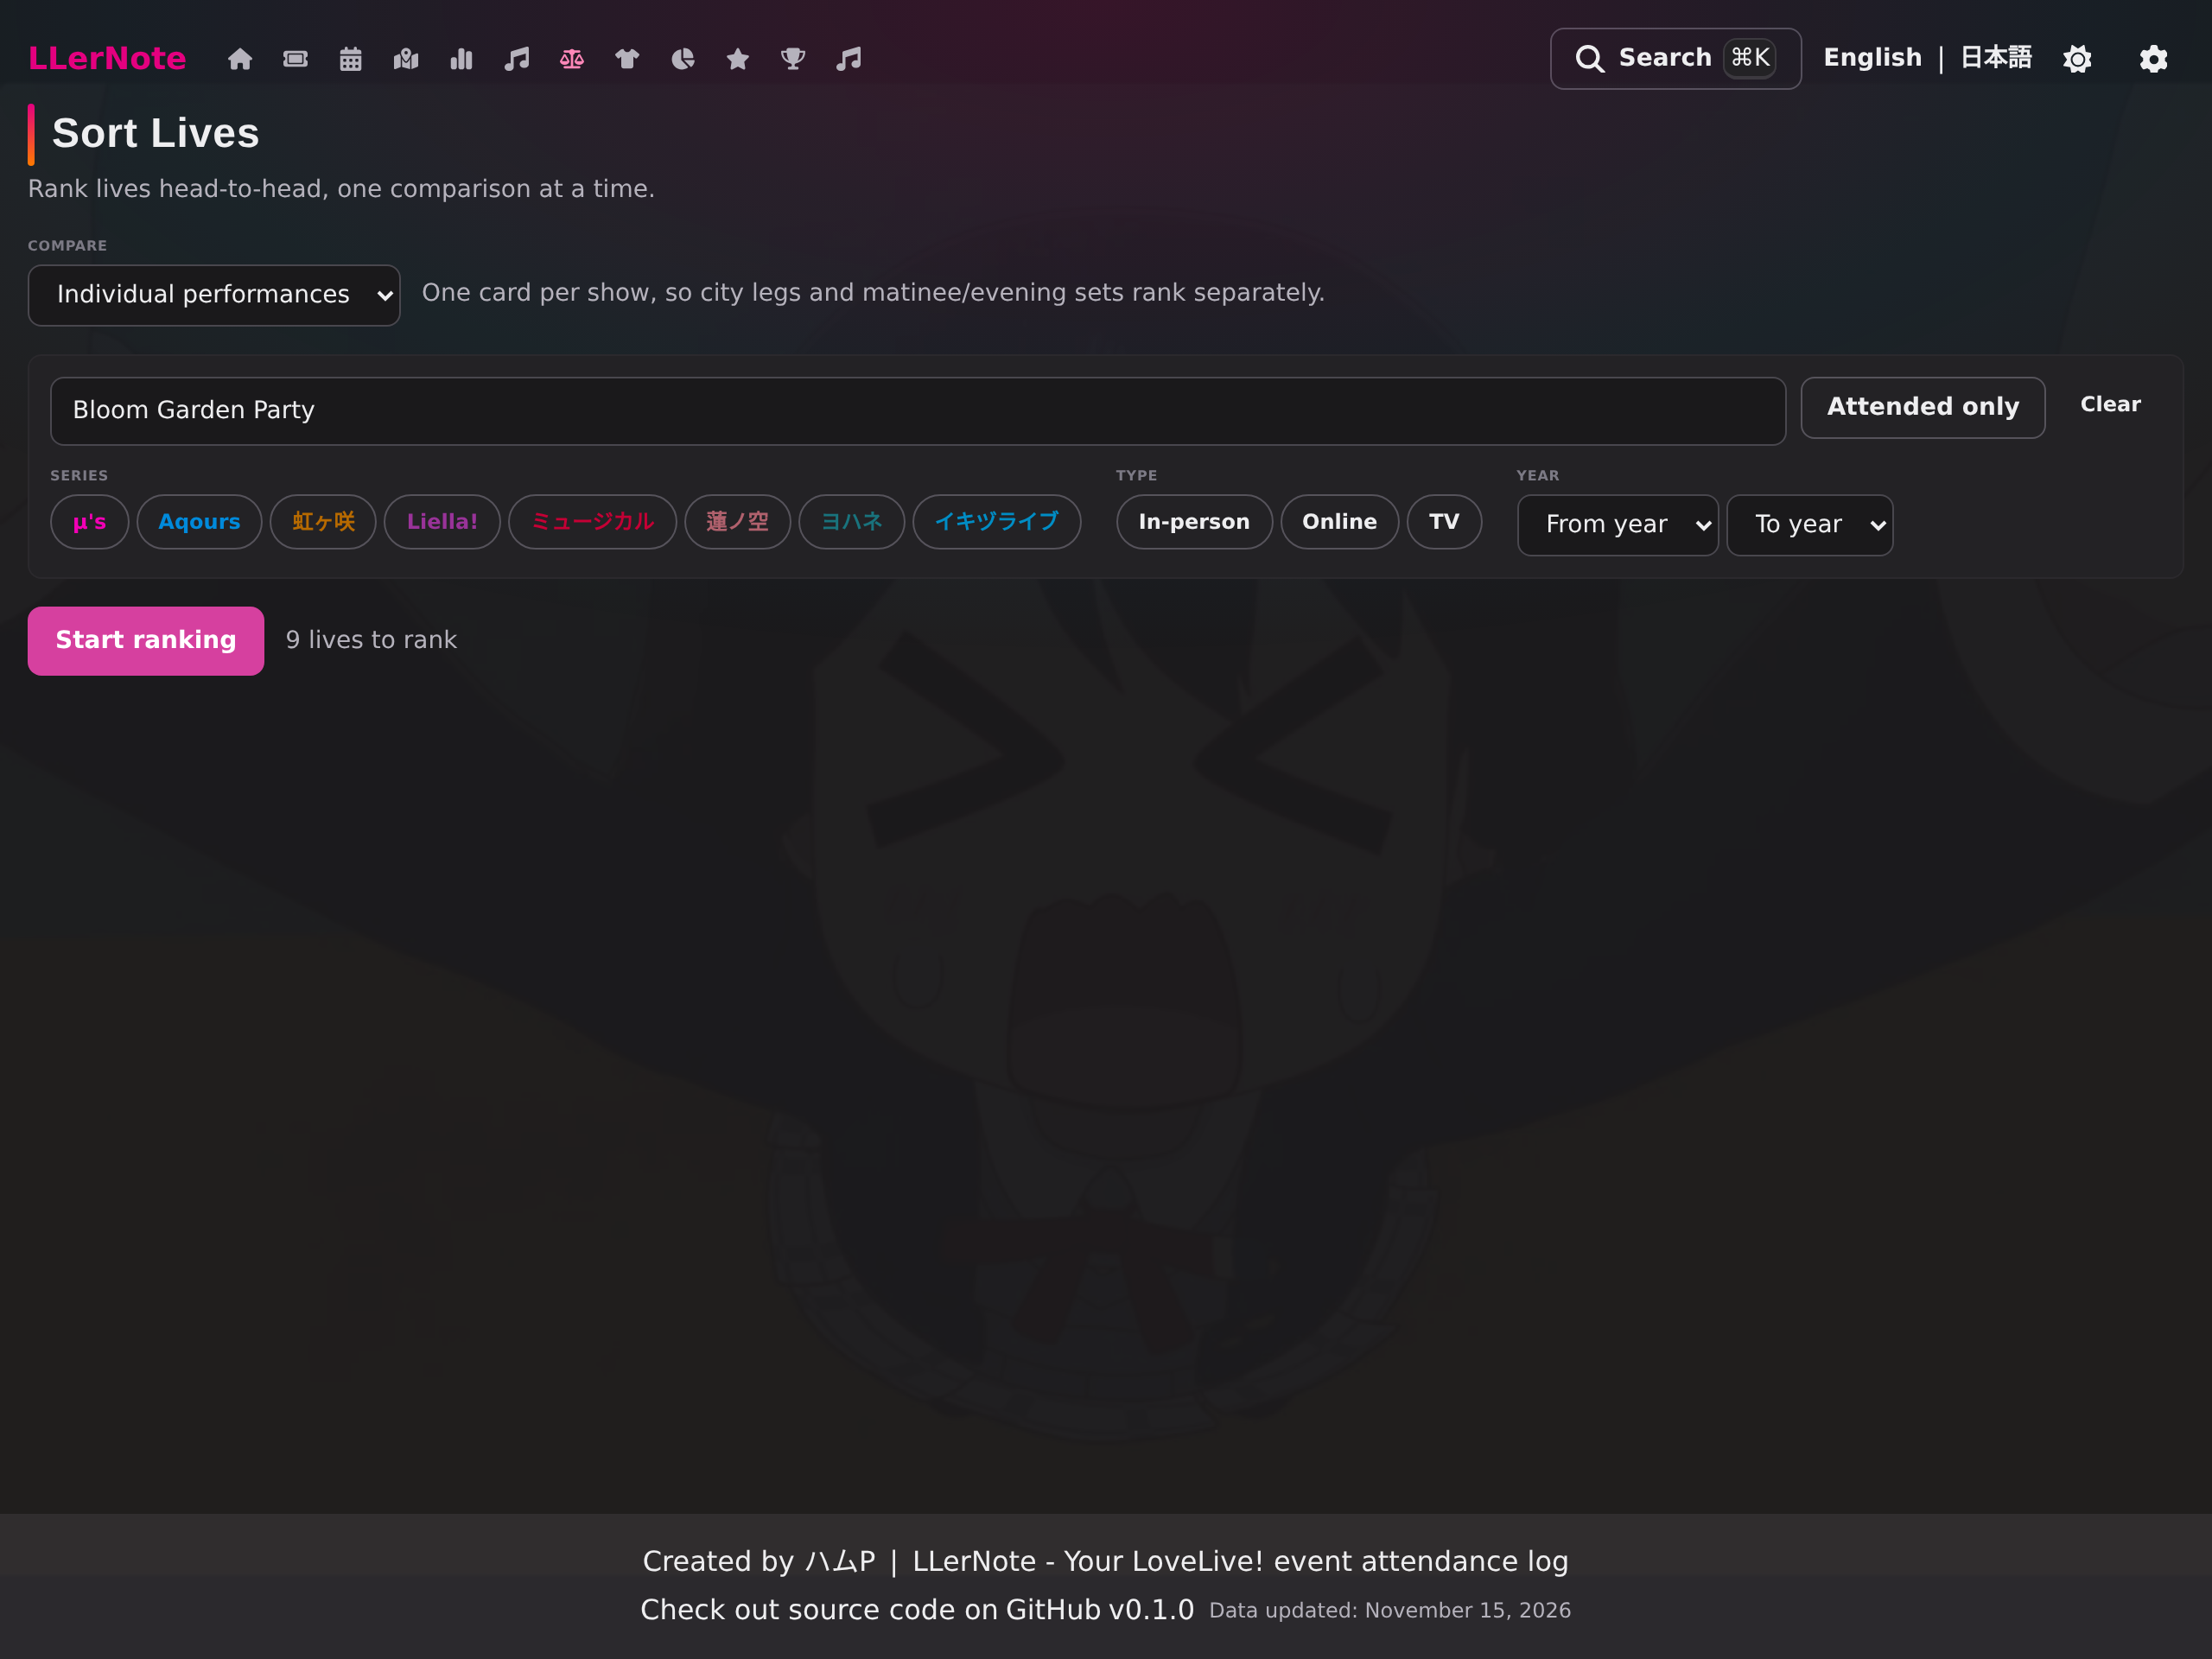 LLerNote
Search ⌘K
English | 日本語
Sort Lives
Rank lives head-to-head, one comparison at a time.
COMPARE
Individual performances
One card per show, so city legs and matinee/evening sets rank separately.
Bloom Garden Party
Attended only
Clear
SERIES
μ's
Aqours
虹ヶ咲
Liella!
ミュージカル
蓮ノ空
ヨハネ
イキヅライブ
TYPE
In-person
Online
TV
YEAR
From year
To year
Start ranking
9 lives to rank
Created by ハムP | LLerNote - Your LoveLive! event attendance log
Check out source code on GitHub v0.1.0 Data updated: November 15, 2026